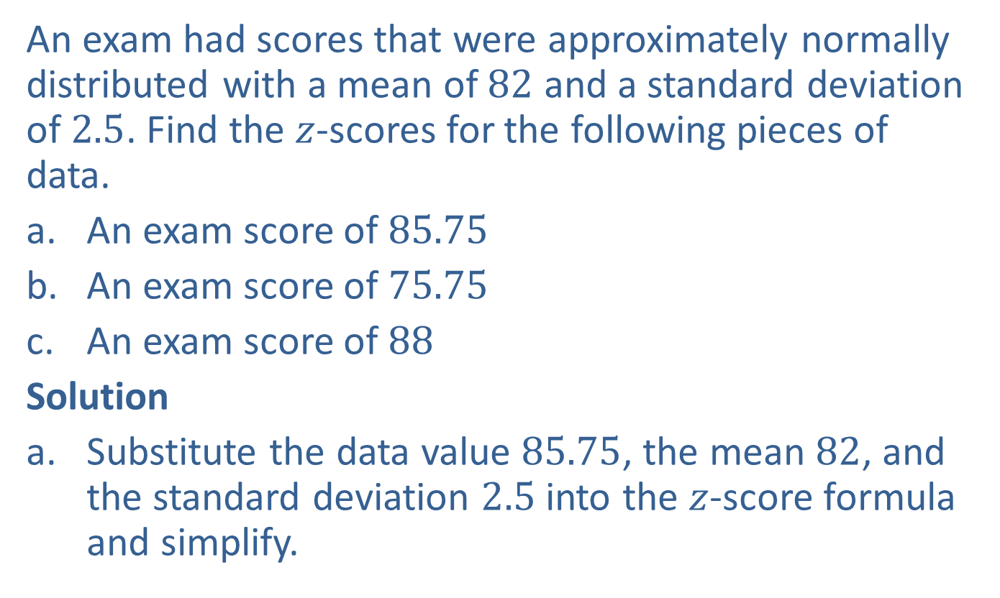 An exam had scores that were approximately normally
distributed with a mean of 82 and a standard deviation
of 2.5. Find the z-scores for the following pieces of
data.
a. An exam score of 85.75
b. An exam score of 75.75
c. An exam score of 88
Solution
a. Substitute the data value 85.75, the mean 82, and
the standard deviation 2.5 into the z-score formula
and simplify.